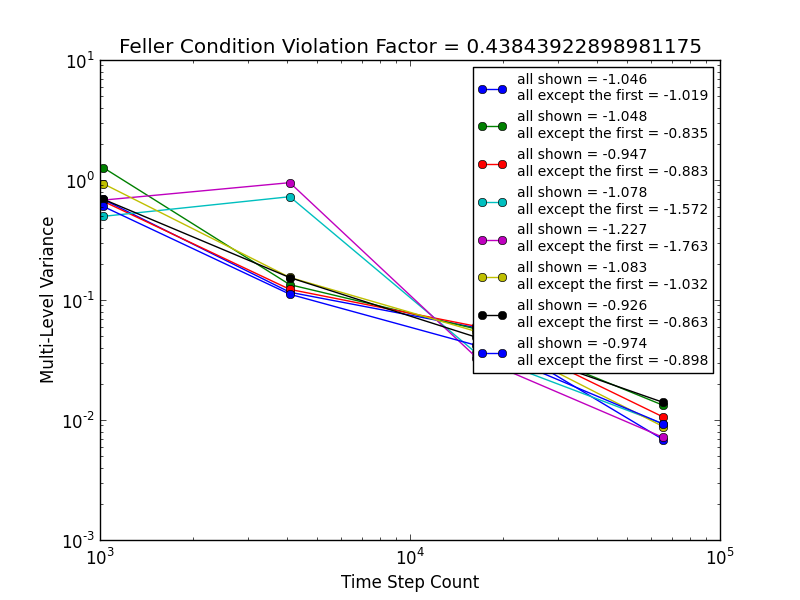 Feller Condition Violation Factor = 0.43843922898981175
10^1
10^0
10^-1
10^-2
10^-3
Multi-Level Variance
all shown = -1.046
all except the first = -1.019
all shown = -1.048
all except the first = -0.835
all shown = -0.947
all except the first = -0.883
all shown = -1.078
all except the first = -1.572
all shown = -1.227
all except the first = -1.763
all shown = -1.083
all except the first = -1.032
all shown = -0.926
all except the first = -0.863
all shown = -0.974
all except the first = -0.898
10^3 10^4 10^5
Time Step Count